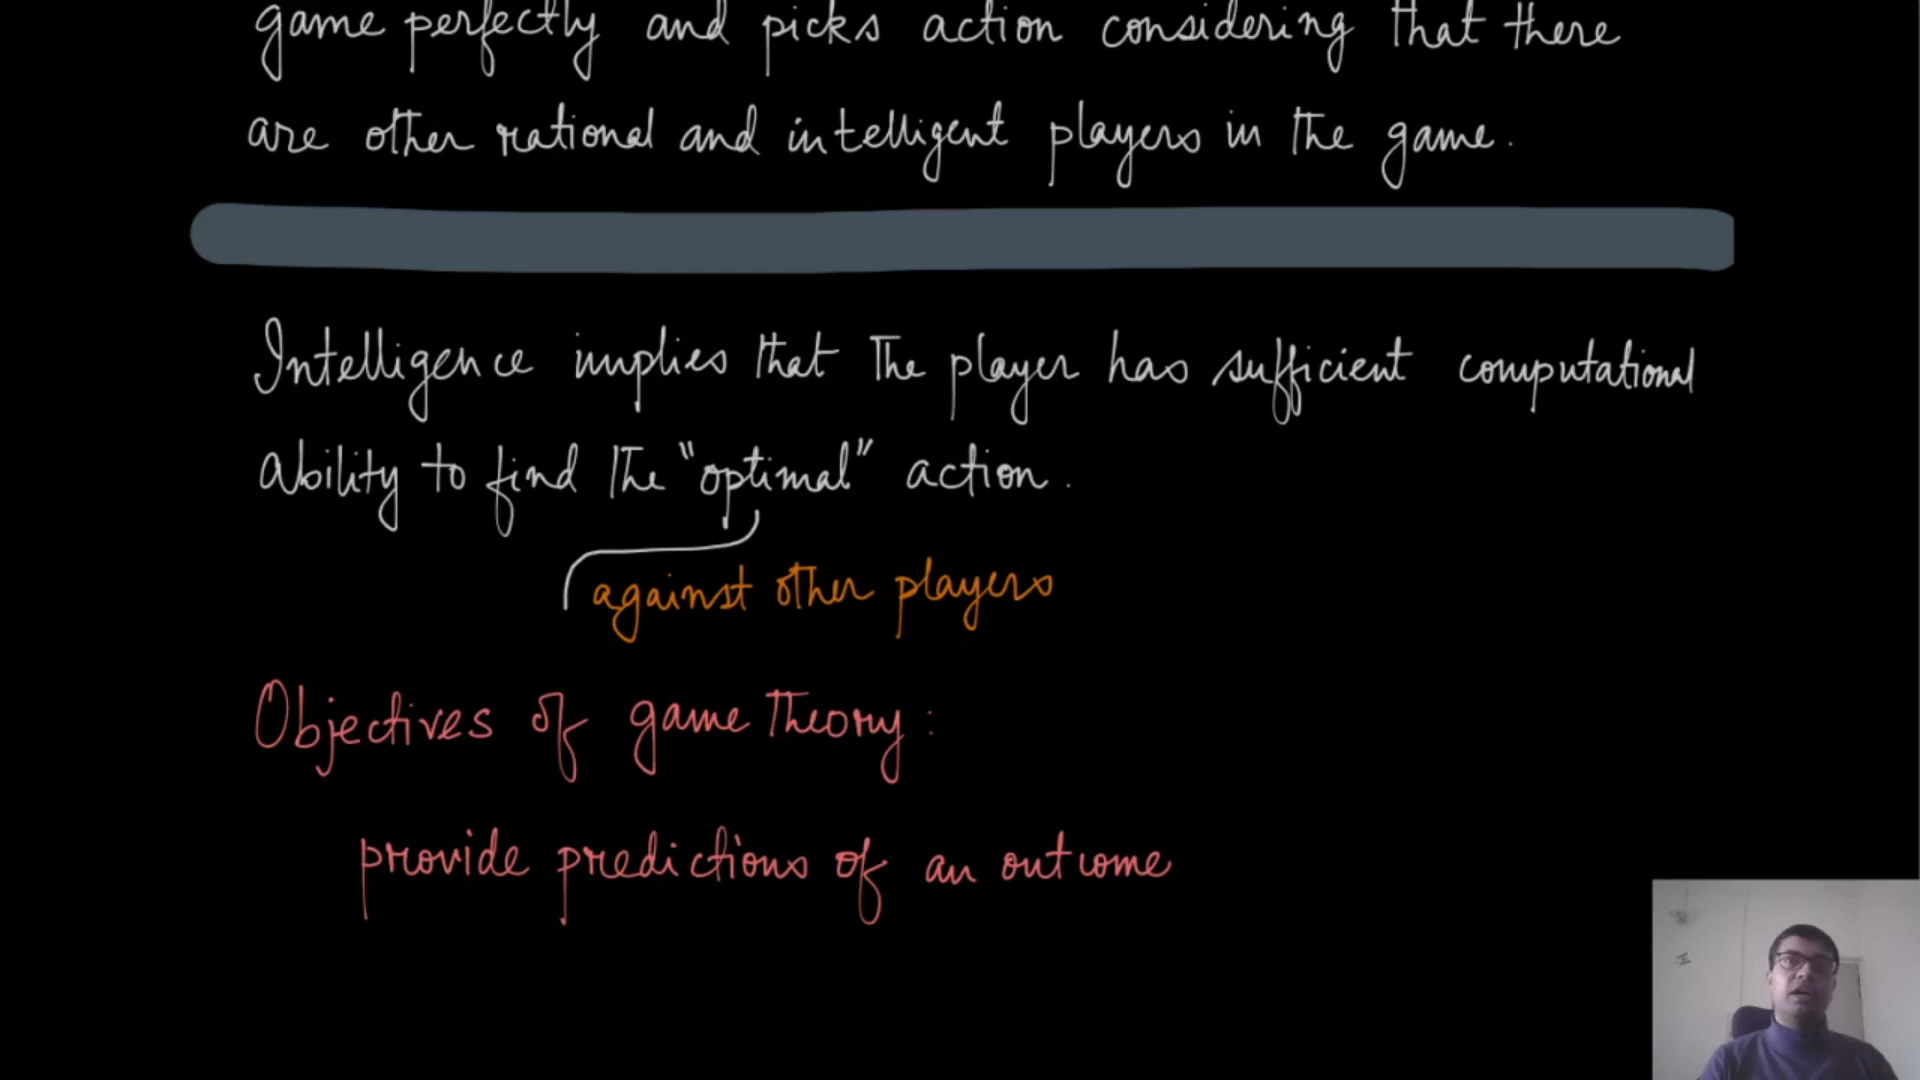 game perfectly and picks action considering that there
are other rational and intelligent players in the game.
Intelligence implies that the player has sufficient computational
ability to find the "optimal" action.
against other players
Objectives of game theory:
provide predictions of an outcome